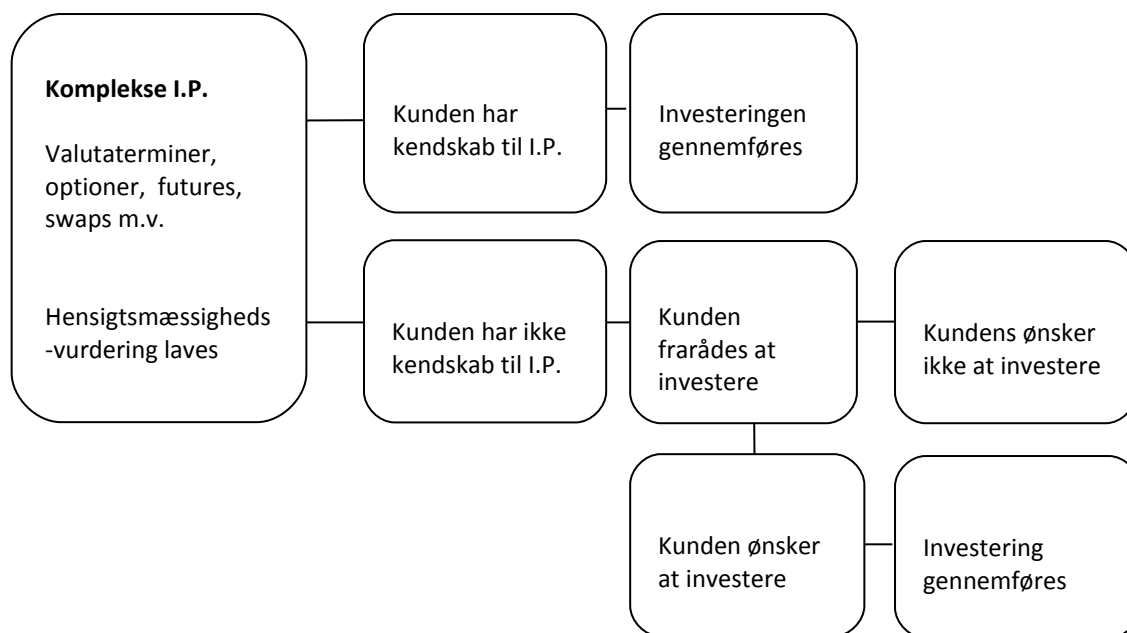 Komplekse I.P.
Valutaterminer,
optioner, futures,
swaps m.v.
Hensigtsmæssigheds
-vurdering laves
Kunden har
kendskab til I.P.
Investeringen
gennemføres
Kunden har ikke
kendskab til I.P.
Kunden
frarådes at
investere
Kundens ønsker
ikke at investere
Kunden ønsker
at investere
Investering
gennemføres